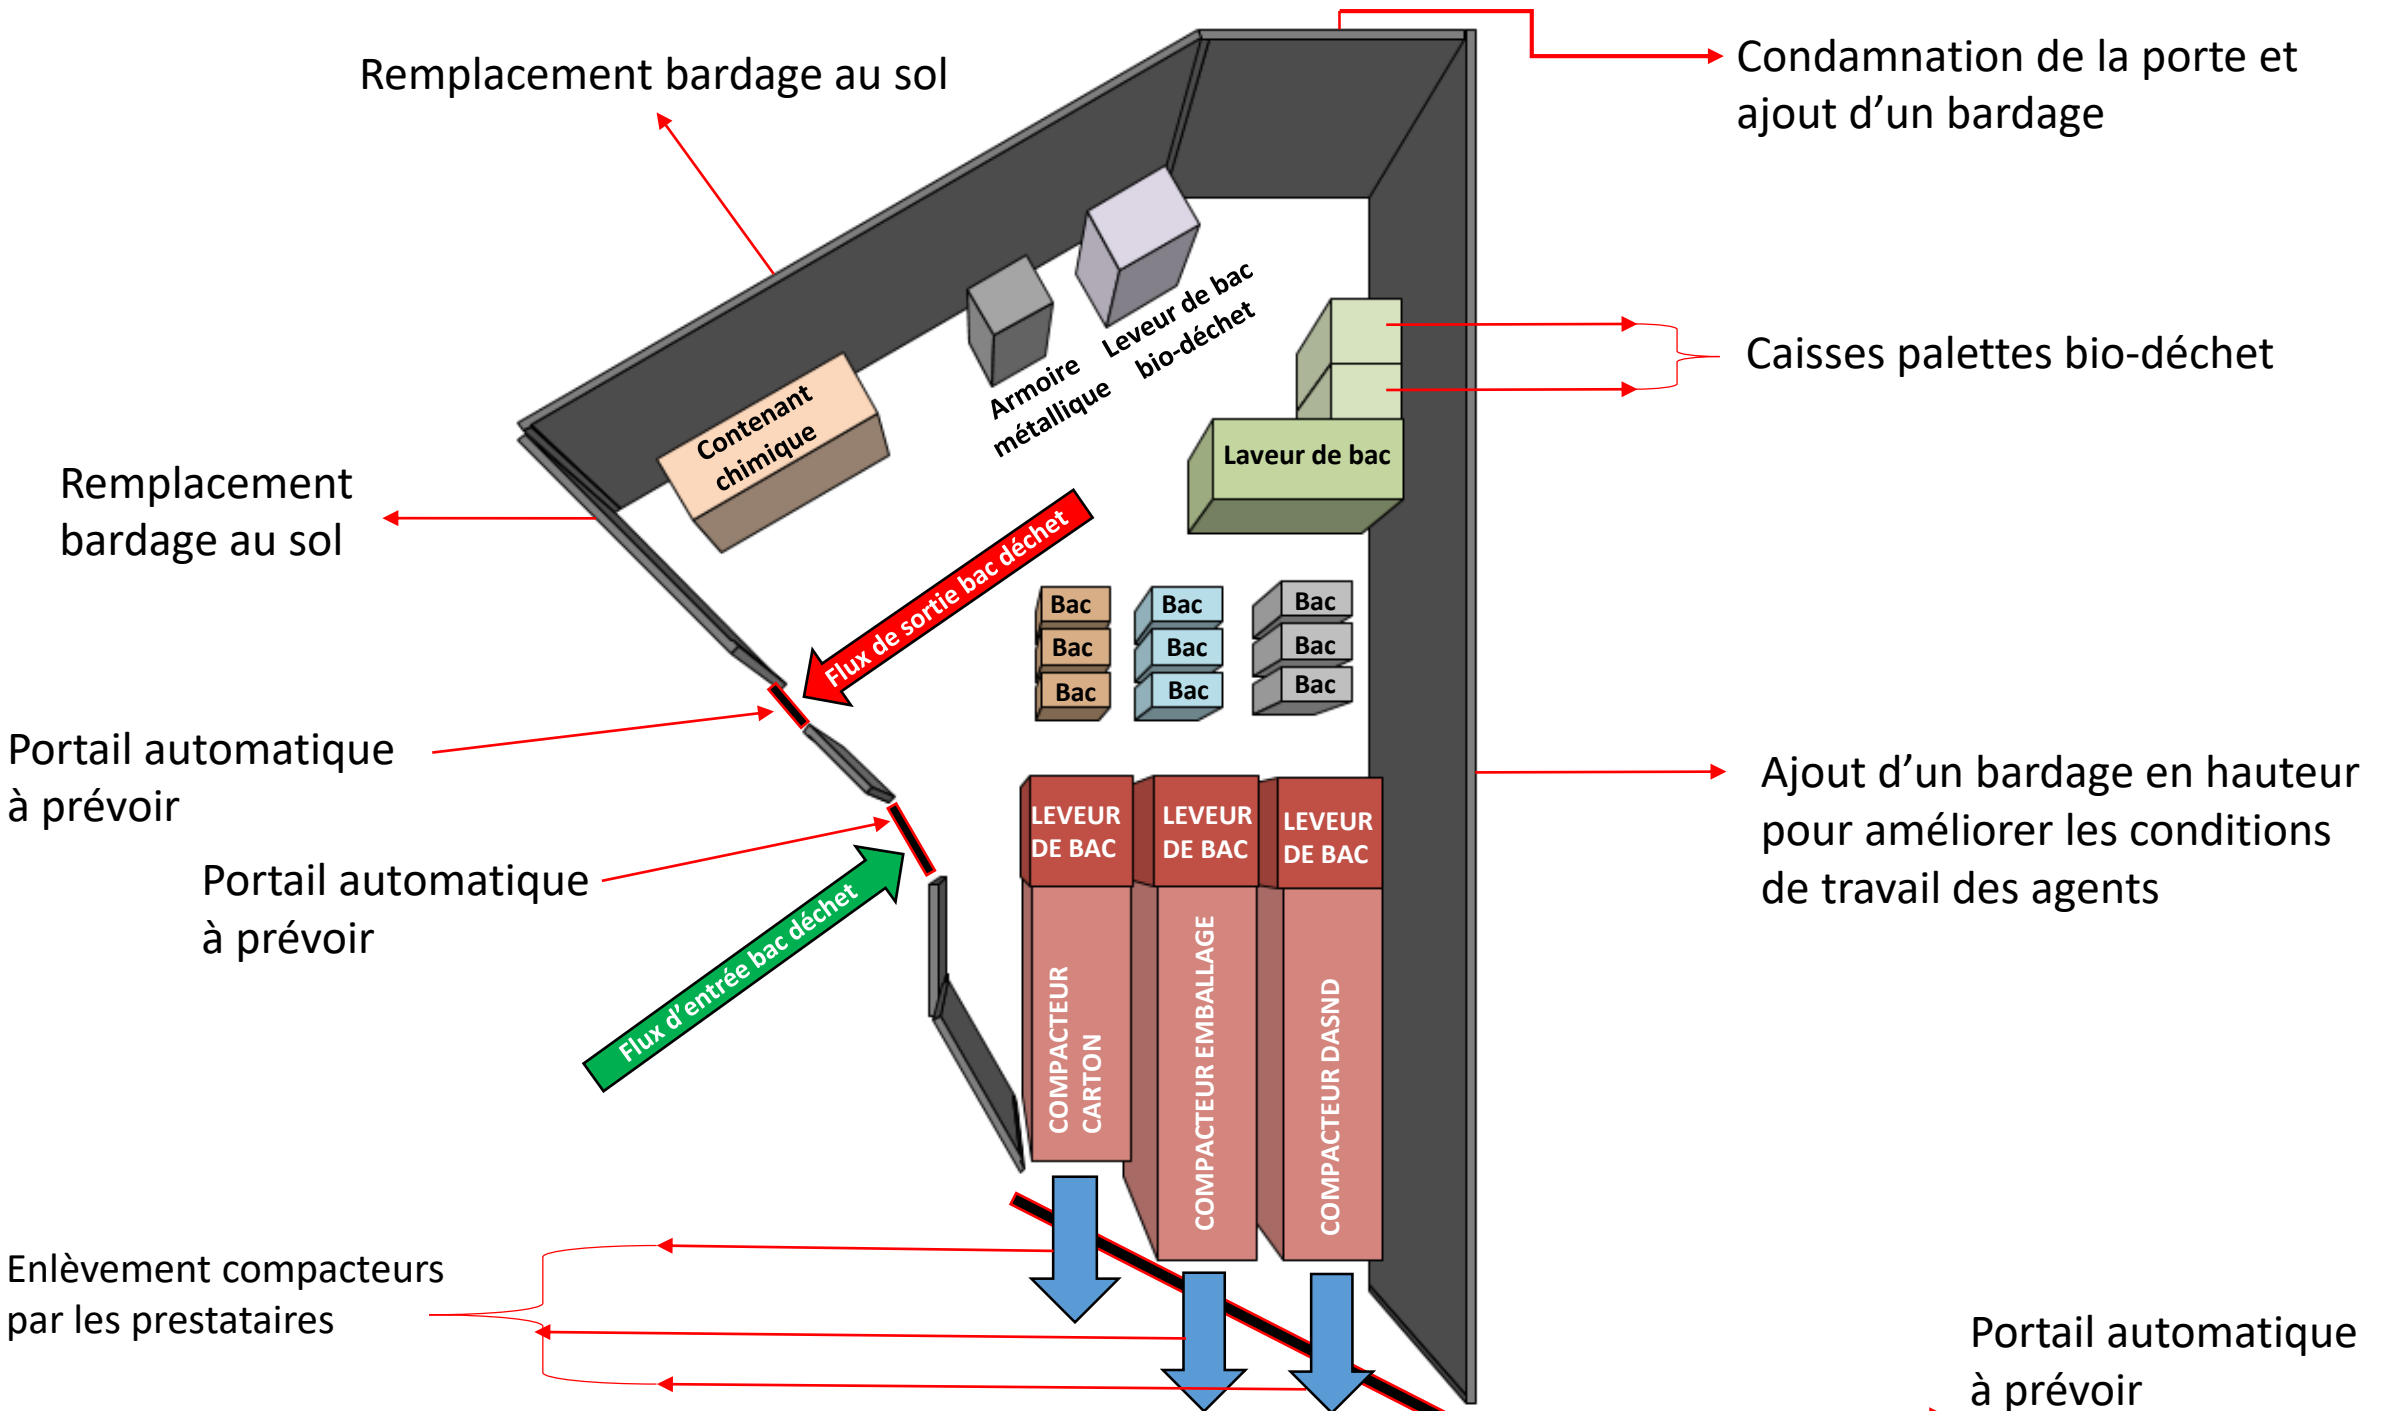 Remplacement bardage au sol
Condamnation de la porte et
ajout d’un bardage
Leveur de bac
bio-déchet
Armoire
métallique
Caisses palettes bio-déchet
Contenant
chimique
Laveur de bac
Remplacement
bardage au sol
Flux de sortie bac déchet
Bac
Bac
Bac
Bac
Bac
Bac
Bac
Bac
Bac
Portail automatique
à prévoir
Ajout d’un bardage en hauteur
pour améliorer les conditions
de travail des agents
LEVEUR
DE BAC
LEVEUR
DE BAC
LEVEUR
DE BAC
Portail automatique
à prévoir
Flux d’entrée bac déchet
COMPACTEUR
CARTON
COMPACTEUR EMBALLAGE
COMPACTEUR DASND
Enlèvement compacteurs
par les prestataires
Portail automatique
à prévoir